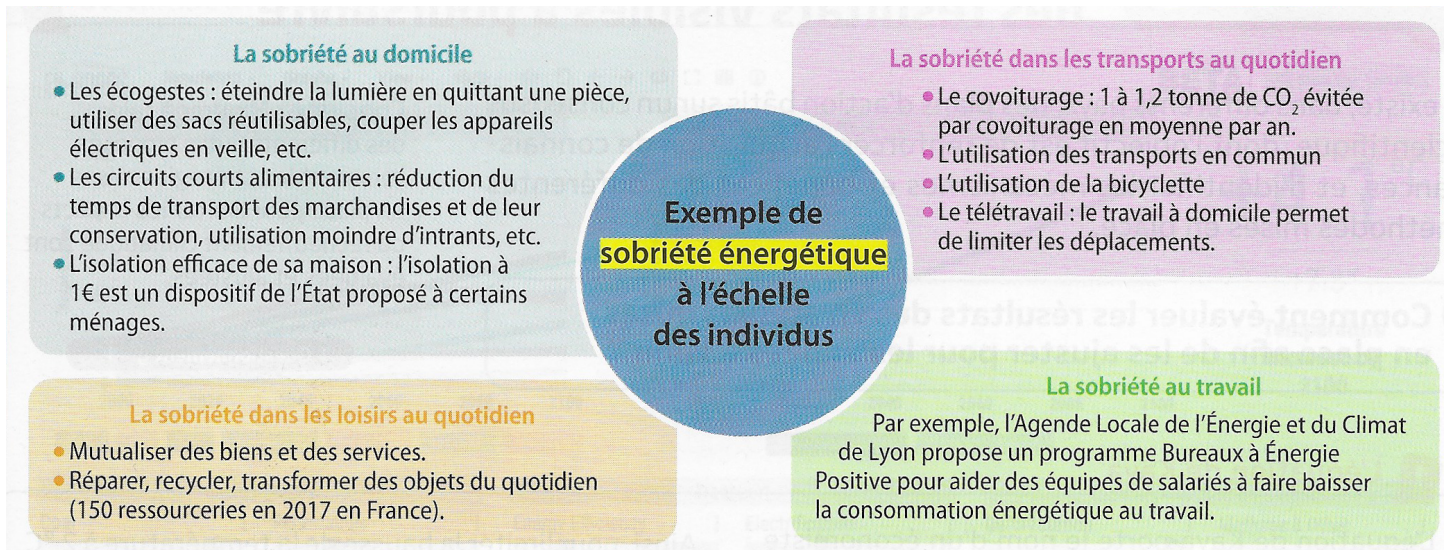 La sobriété au domicile
• Les écogestes : éteindre la lumière en quittant une pièce,
utiliser des sacs réutilisables, couper les appareils
électriques en veille, etc.
• Les circuits courts alimentaires : réduction du
temps de transport des marchandises et de leur
conservation, utilisation moindre d'intrants, etc.
• L'isolation efficace de sa maison : l'isolation à
1€ est un dispositif de l'État proposé à certains
ménages.
La sobriété dans les transports au quotidien
• Le covoiturage : 1 à 1,2 tonne de CO₂ évitée
par covoiturage en moyenne par an.
• L'utilisation des transports en commun
• L'utilisation de la bicyclette
• Le télétravail : le travail à domicile permet
de limiter les déplacements.
Exemple de
sobriété énergétique
à l'échelle
des individus
La sobriété dans les loisirs au quotidien
• Mutualiser des biens et des services.
• Réparer, recycler, transformer des objets du quotidien
(150 ressourceries en 2017 en France).
La sobriété au travail
Par exemple, l'Agende Locale de l'Énergie et du Climat
de Lyon propose un programme Bureaux à Énergie
Positive pour aider des équipes de salariés à faire baisser
la consommation énergétique au travail.